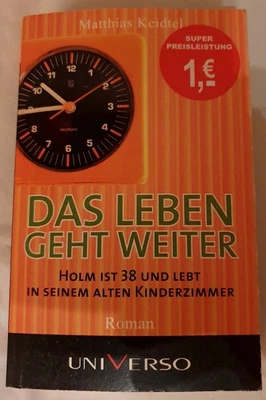 Matthias Keidtel
SUPER
PREISLEISTUNG
1,€
DAS LEBEN
GEHT WEITER
HOLM IST 38 UND LEBT
IN SEINEM ALTEN KINDERZIMMER
Roman
UNIVERSO